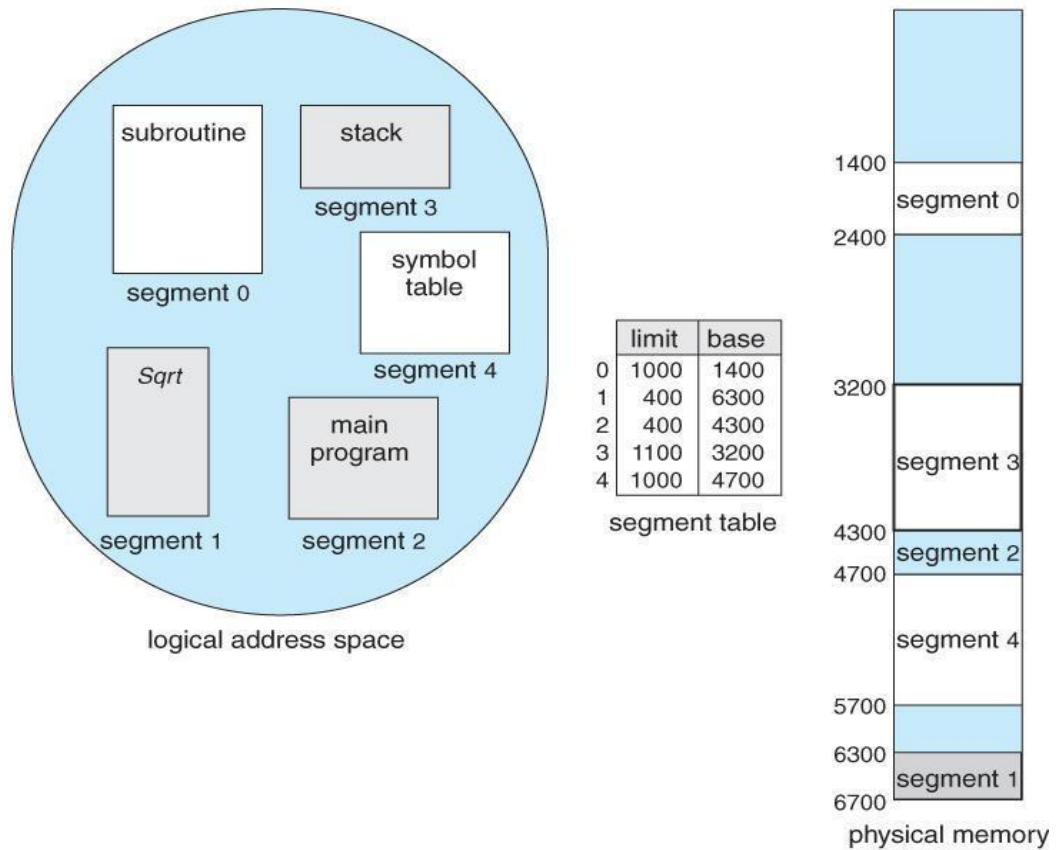 subroutine
segment 0
stack
segment 3
symbol
table
segment 4
Sqrt
segment 1
main
program
segment 2
logical address space
limit base
0 1000 1400
1 400 6300
2 400 4300
3 1100 3200
4 1000 4700
segment table
1400
segment 0
2400
3200
segment 3
4300
segment 2
4700
segment 4
5700
6300
segment 1
6700
physical memory